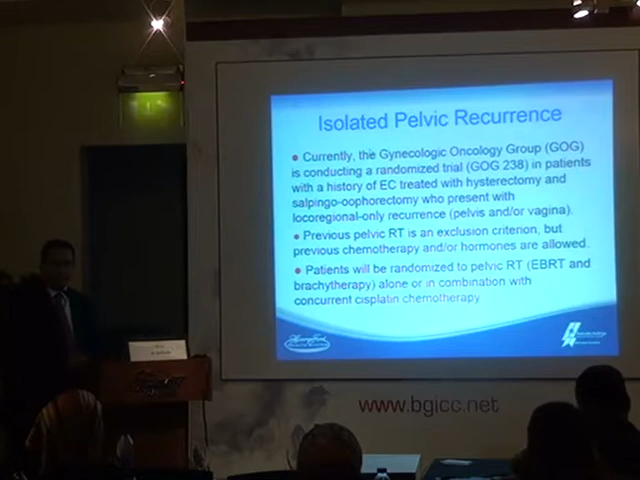 Isolated Pelvic Recurrence
• Currently, the Gynecologic Oncology Group (GOG)
is conducting a randomized trial (GOG 238) in patients
with a history of EC treated with hysterectomy and
salpingo-oophorectomy who present with
locoregional-only recurrence (pelvis and/or vagina).
• Previous pelvic RT is an exclusion criterion, but
previous chemotherapy and/or hormones are allowed.
• Patients will be randomized to pelvic RT (EBRT and
brachytherapy) alone or in combination with
concurrent cisplatin chemotherapy
www.bgicc.net